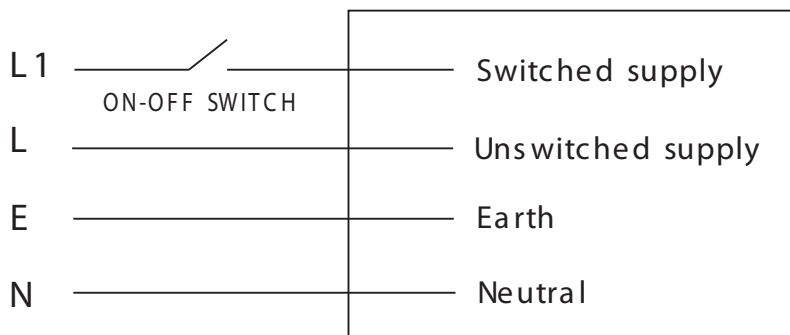 L1 Switched supply
ON-OFF SWITCH
L Unswitched supply
E Earth
N Neutral